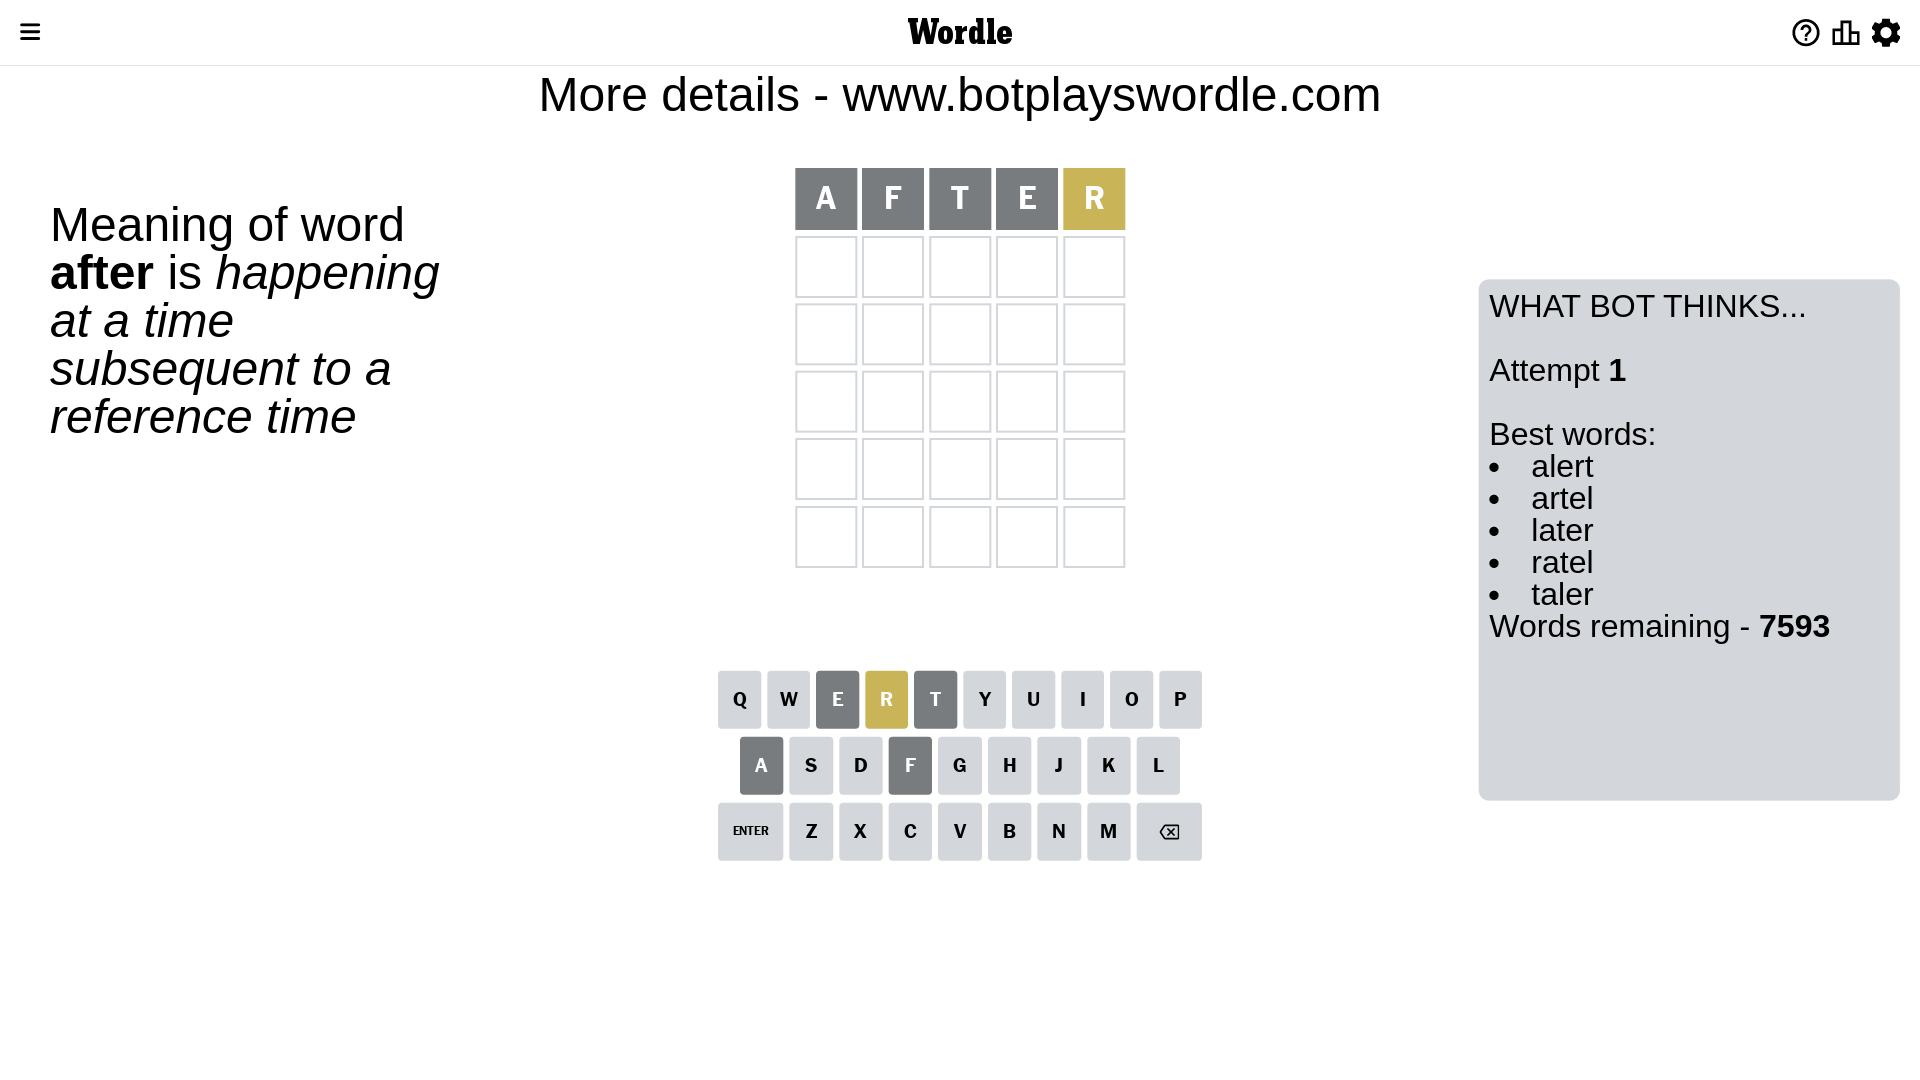 Wordle
More details - www.botplayswordle.com
Meaning of word
after is happening
at a time
subsequent to a
reference time
A F T E R
WHAT BOT THINKS...
Attempt 1
Best words:
• alert
• artel
• later
• ratel
• taler
Words remaining - 7593
Q W E R T Y U I O P
A S D F G H J K L
ENTER Z X C V B N M